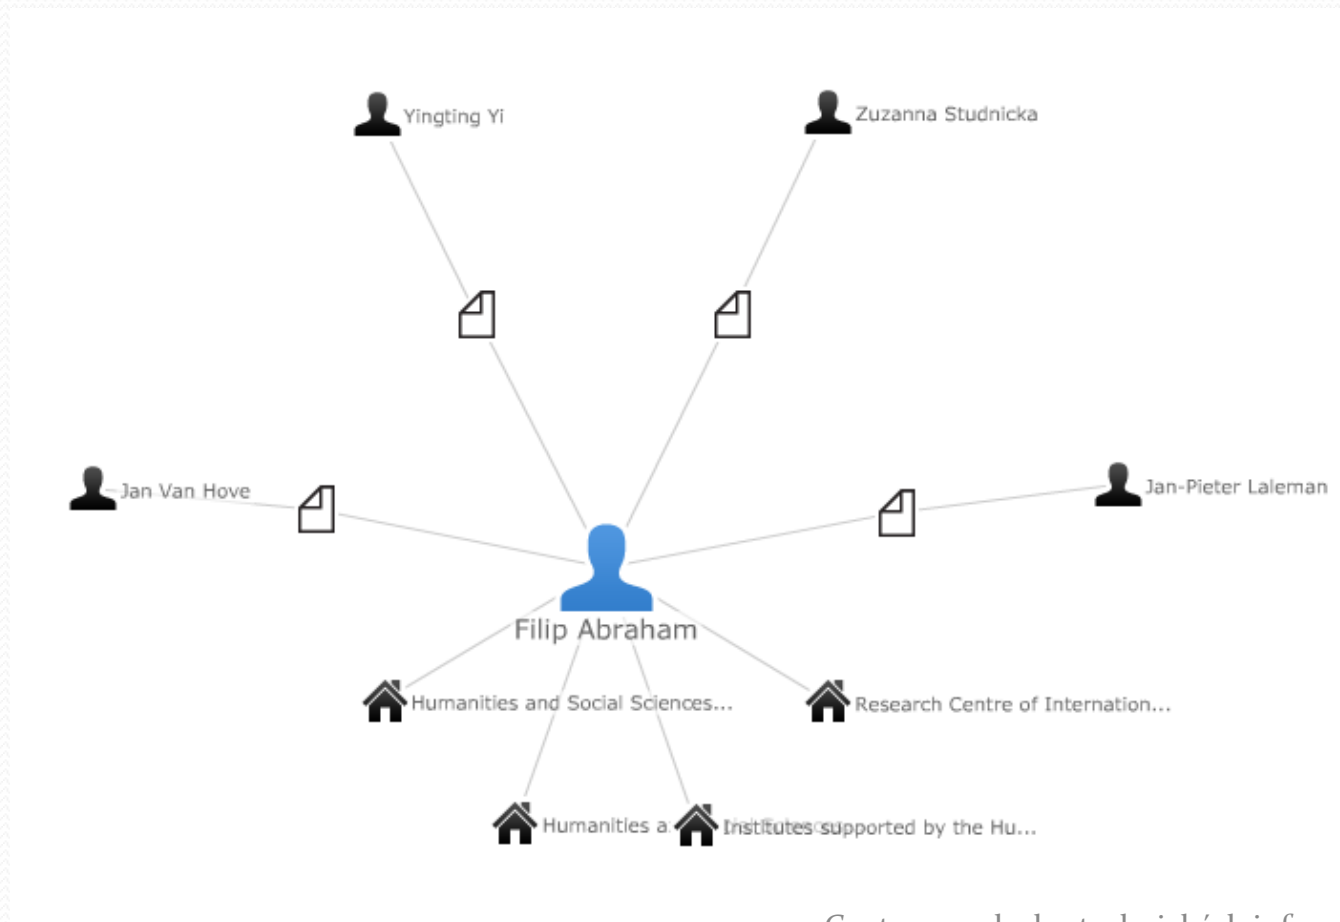 Yingting Yi
Zuzanna Studnicka
Jan Van Hove
Jan-Pieter Laleman
Filip Abraham
Humanities and Social Sciences...
Research Centre of Internation...
Humanities a
Institutes supported by the Hu...